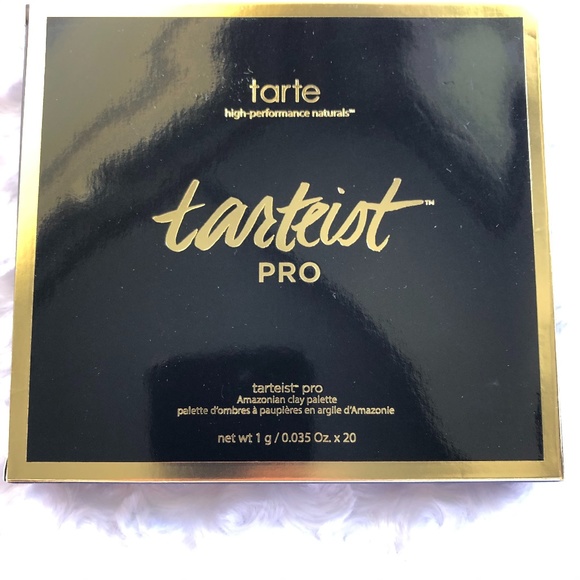 tarte
high-performance naturals™
tarteist™
PRO
tarteist™ pro
Amazonian clay palette
palette d'ombres à paupières en argile d'Amazonie
net wt 1 g / 0.035 Oz. x 20